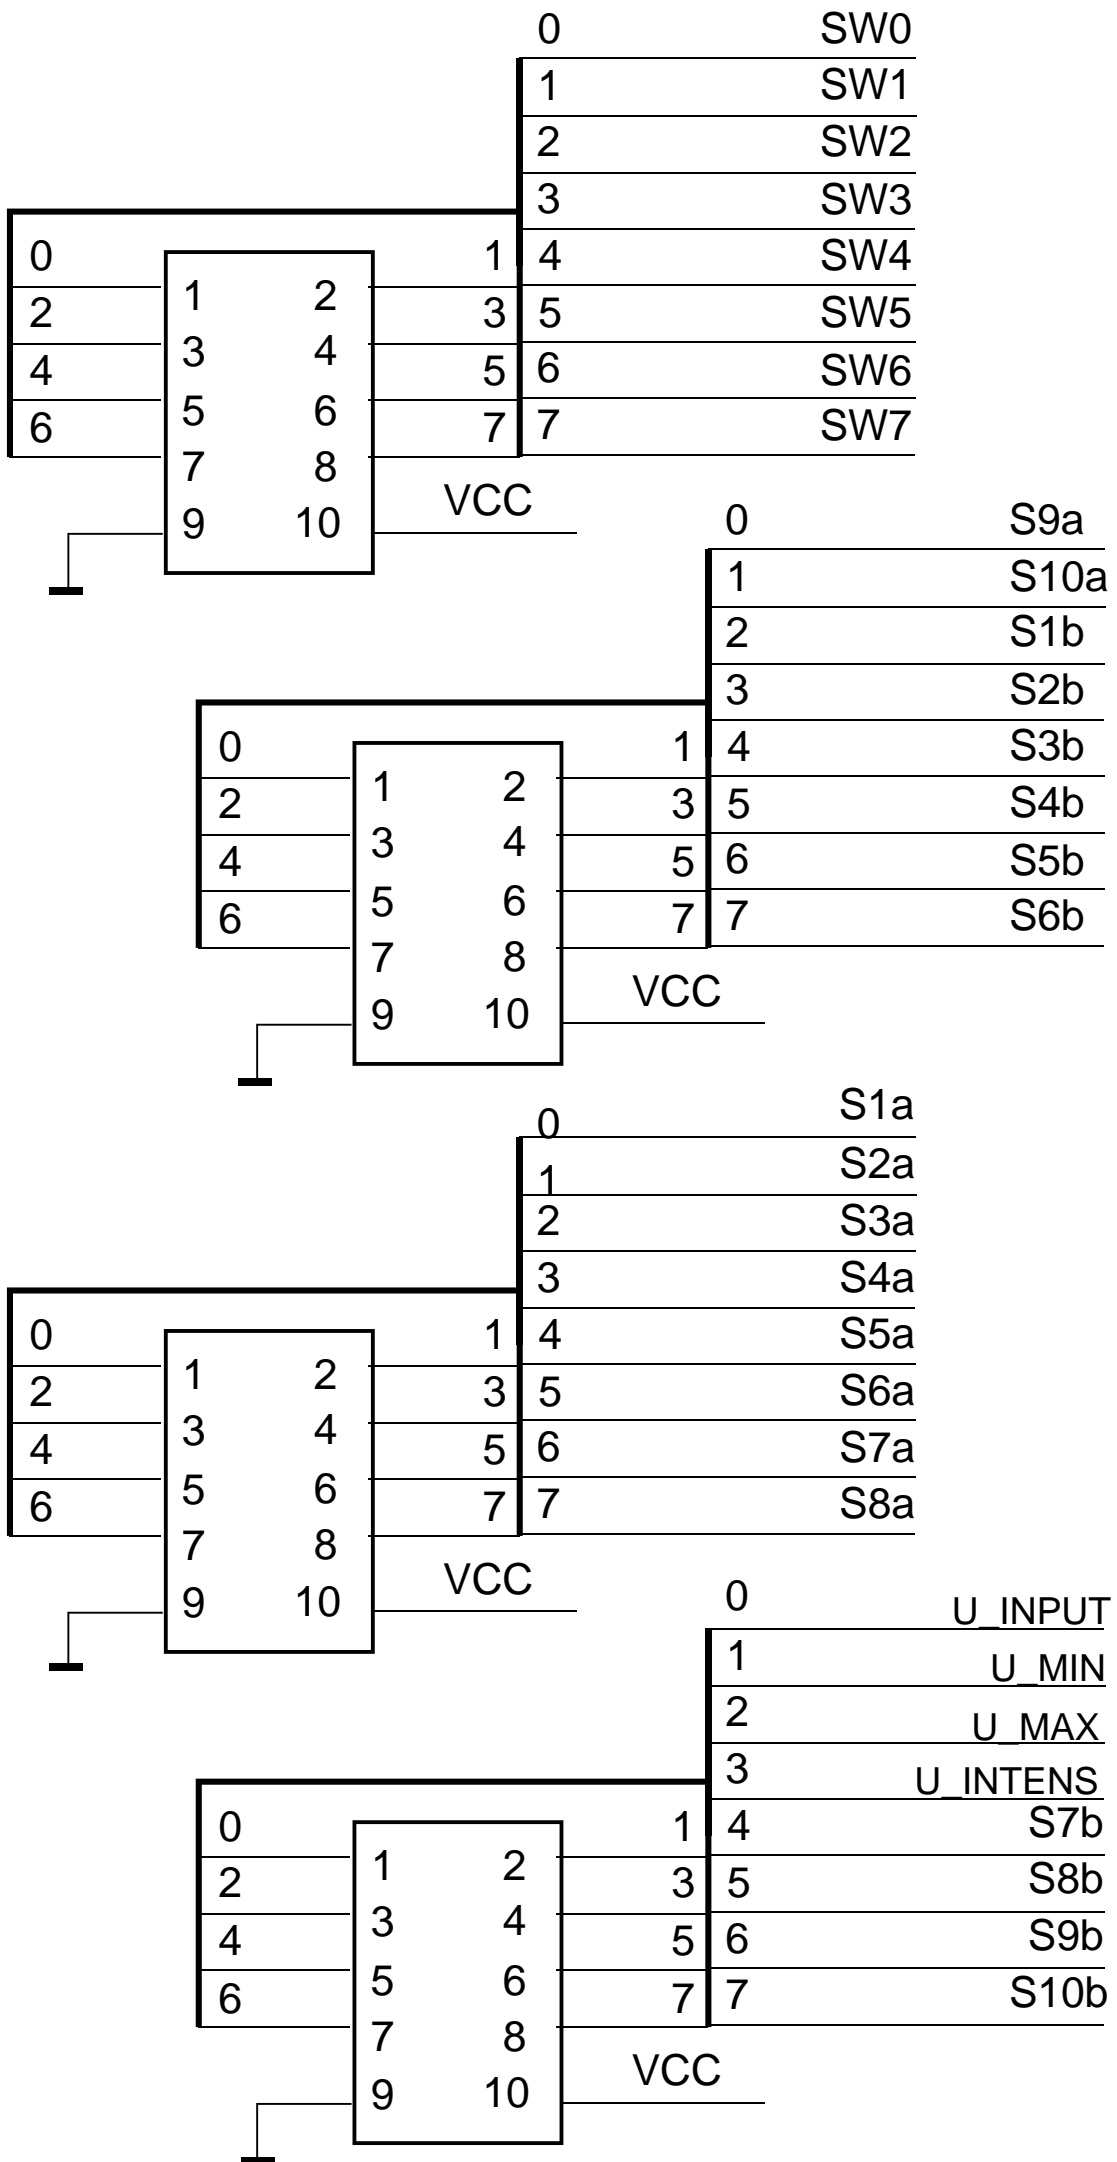 0 SW0
1 SW1
2 SW2
3 SW3
0 1 4 SW4
1 2
2 3 5 SW5
3 4
4 5 6 SW6
5 6
6 7 7 SW7
7 8
VCC
9 10
0 S9a
1 S10a
2 S1b
3 S2b
0 1 4 S3b
1 2
2 3 5 S4b
3 4
4 5 6 S5b
5 6
6 7 7 S6b
7 8
VCC
9 10
0 S1a
1 S2a
2 S3a
3 S4a
0 1 4 S5a
1 2
2 3 5 S6a
3 4
4 5 6 S7a
5 6
6 7 7 S8a
7 8
VCC
9 10
0 U_INPUT
1 U_MIN
2 U_MAX
3 U_INTENS
0 1 4 S7b
1 2
2 3 5 S8b
3 4
4 5 6 S9b
5 6
6 7 7 S10b
7 8
VCC
9 10